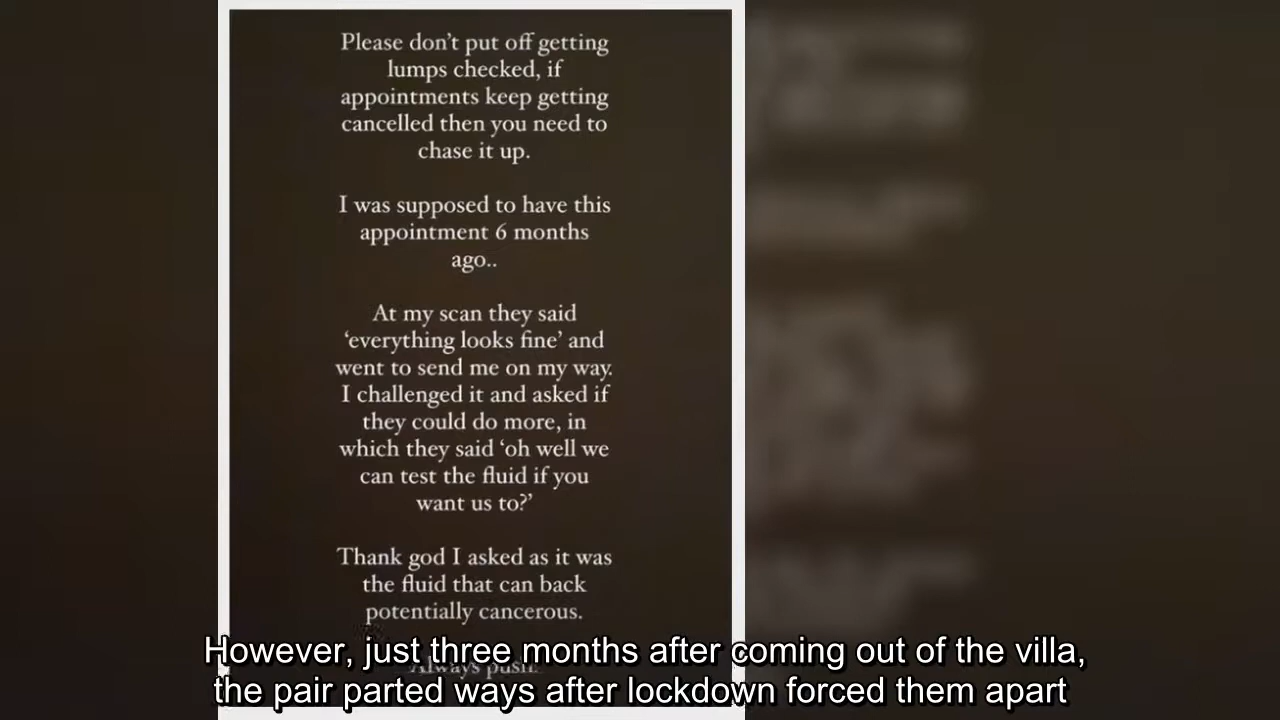 Please don't put off getting
lumps checked, if
appointments keep getting
cancelled then you need to
chase it up.
I was supposed to have this
appointment 6 months
ago..
At my scan they said
‘everything looks fine’ and
went to send me on my way.
I challenged it and asked if
they could do more, in
which they said ‘oh well we
can test the fluid if you
want us to?’
Thank god I asked as it was
the fluid that can back
potentially cancerous.
Always push.
However, just three months after coming out of the villa,
the pair parted ways after lockdown forced them apart